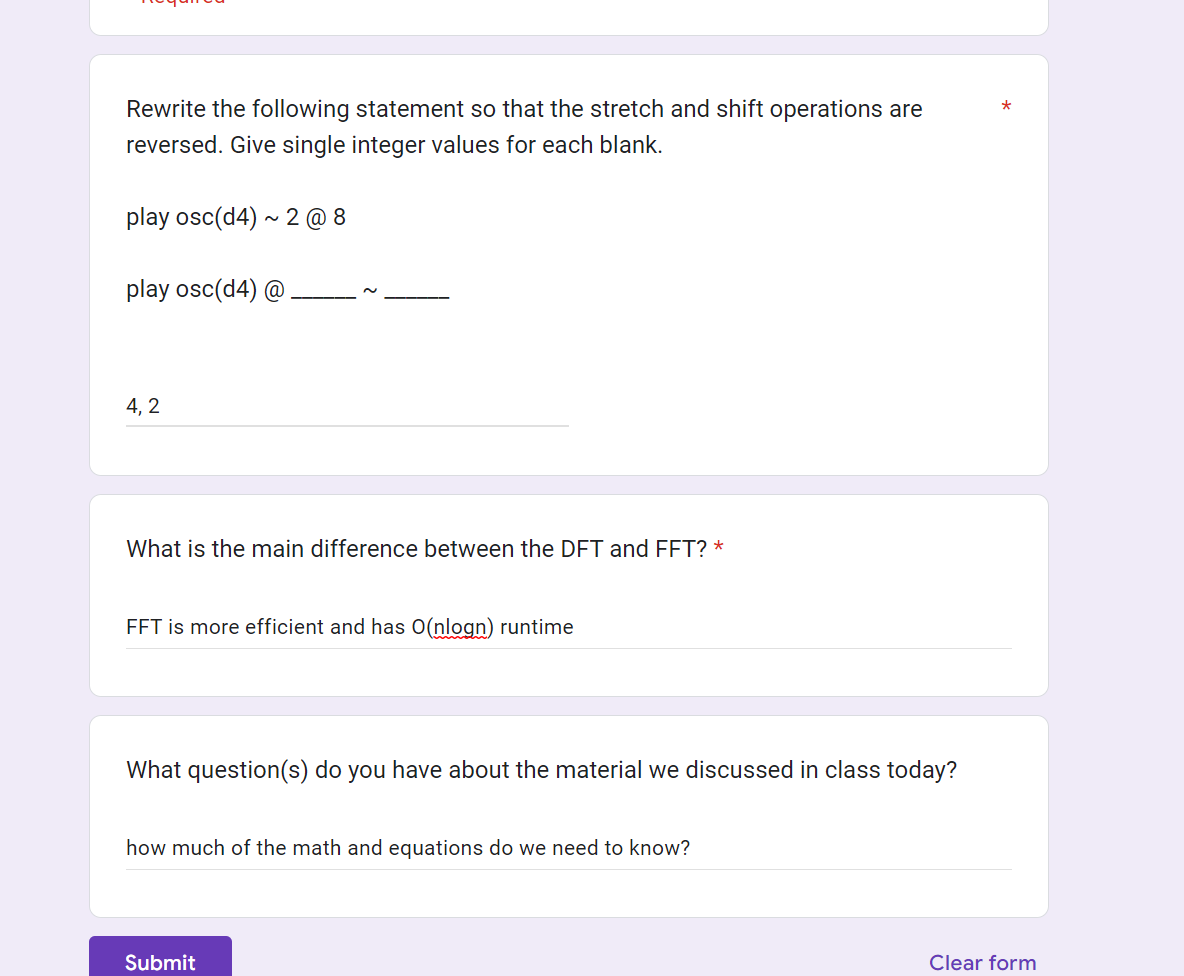 Required
Rewrite the following statement so that the stretch and shift operations are *
reversed. Give single integer values for each blank.
play osc(d4) ~ 2 @ 8
play osc(d4) @ ______ ~ ______
4, 2
What is the main difference between the DFT and FFT? *
FFT is more efficient and has O(nlogn) runtime
What question(s) do you have about the material we discussed in class today?
how much of the math and equations do we need to know?
Submit
Clear form